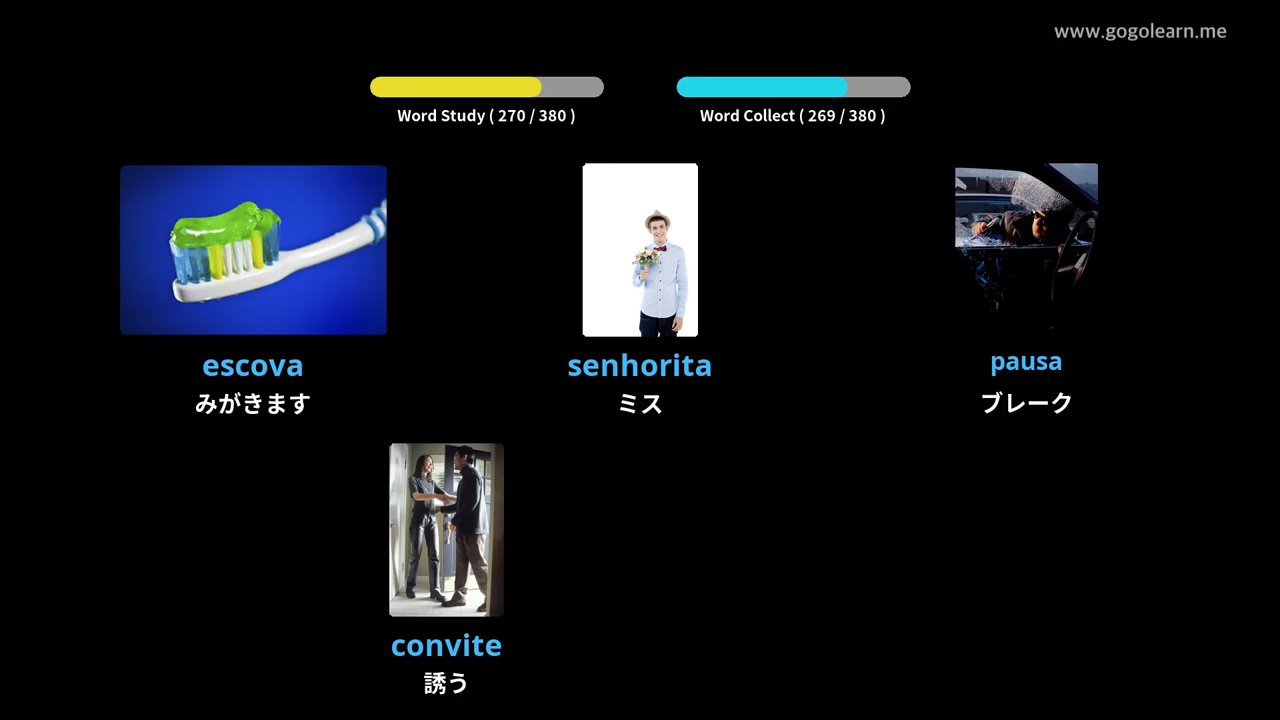 www.gogolearn.me
Word Study ( 270 / 380 )
Word Collect ( 269 / 380 )
escova
みがきます
senhorita
ミス
pausa
ブレーク
convite
誘う